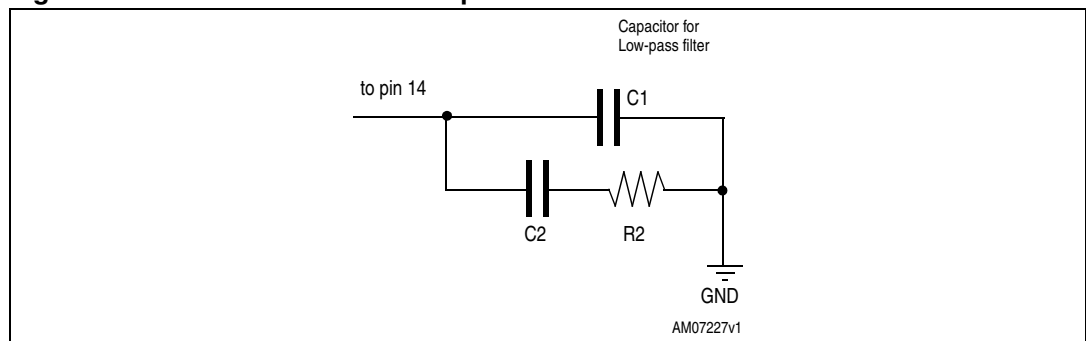 Capacitor for
Low-pass filter
to pin 14
C1
C2
R2
GND
AM07227v1